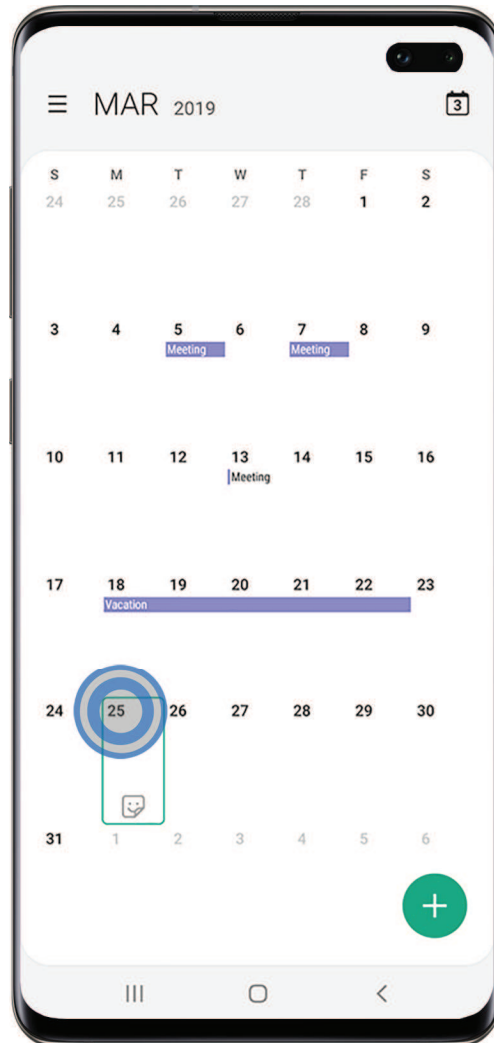 MAR 2019
3
S M T W T F S
24 25 26 27 28 1 2
3 4 5 6 7 8 9
Meeting Meeting
10 11 12 13 14 15 16
Meeting
17 18 19 20 21 22 23
Vacation
24 25 26 27 28 29 30
31 1 2 3 4 5 6